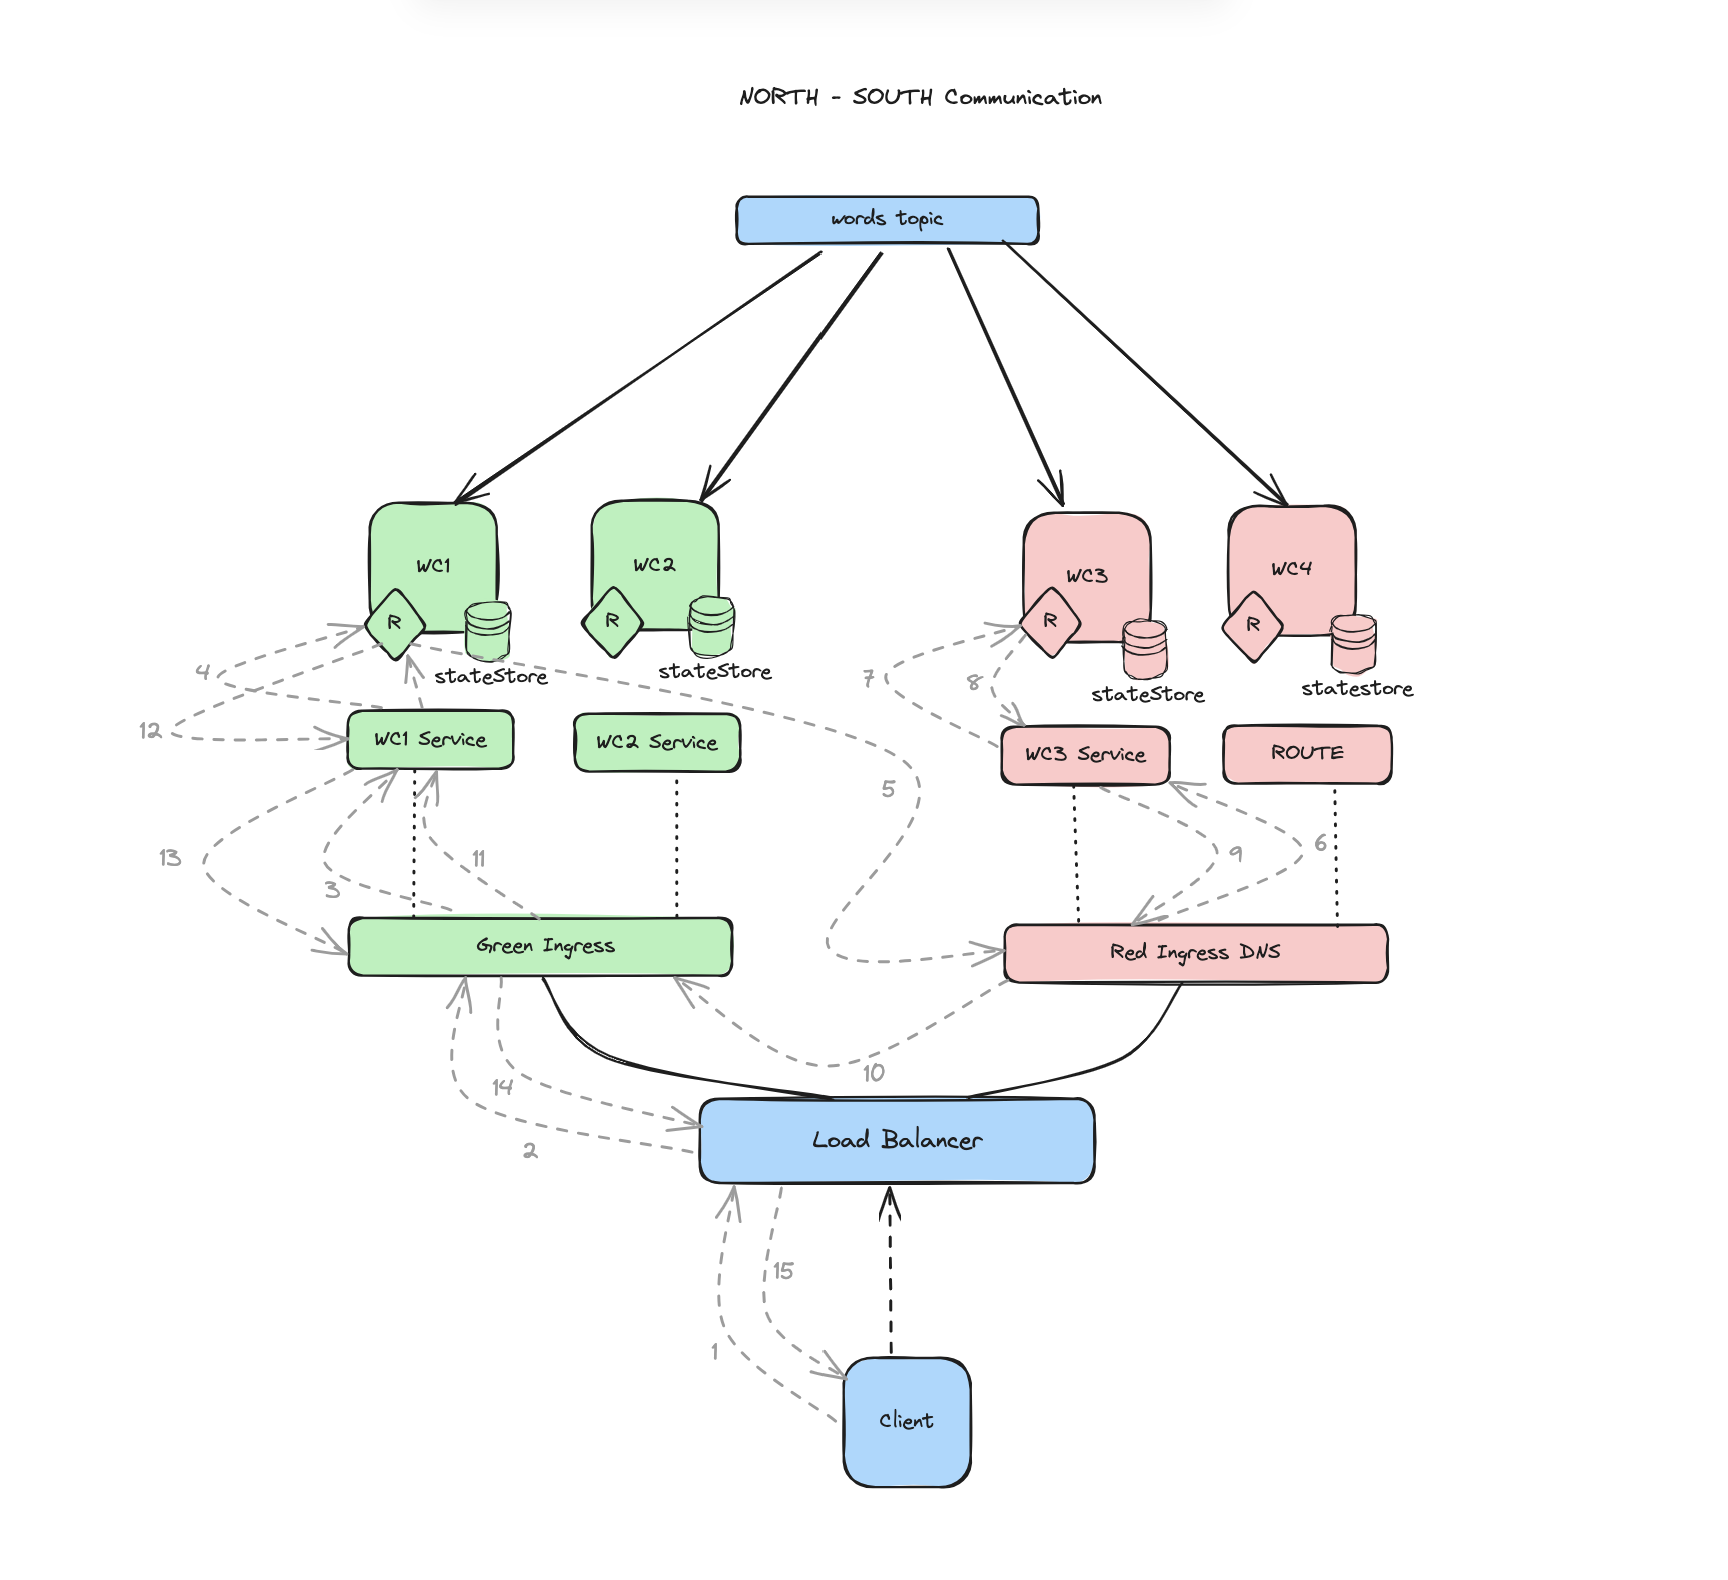 NORTH - SOUTH Communication
words topic
WC1
WC2
WC3
WC4
R
R
R
R
stateStore
stateStore
stateStore
statestore
4
12
7
8
WC1 Service
WC2 Service
WC3 Service
ROUTE
5
13
3
11
9
6
Green Ingress
Red Ingress DNS
14
10
2
Load Balancer
15
1
Client